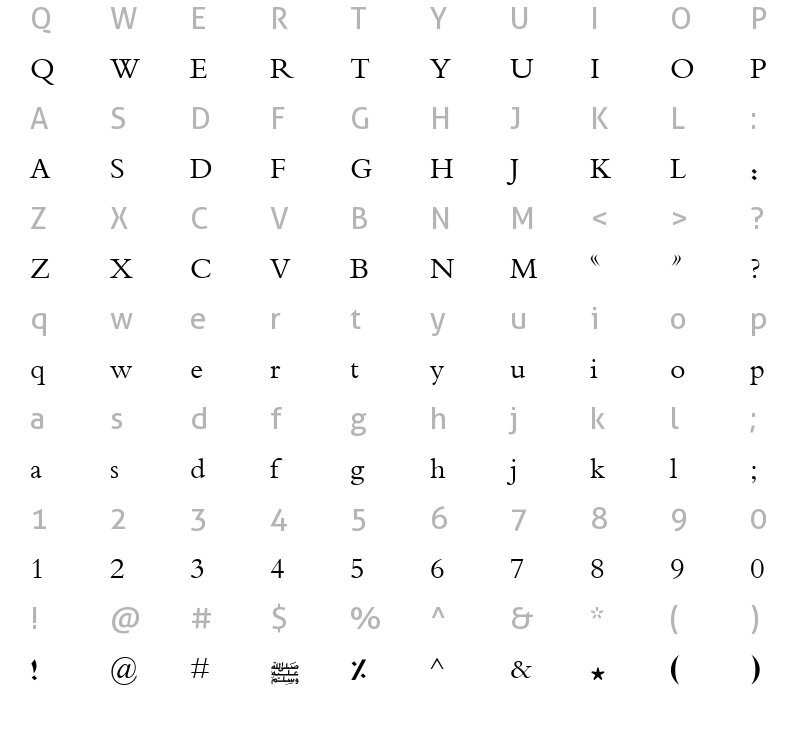 Q W E R T Y U I O P
Q W E R T Y U I O P
A S D F G H J K L :
A S D F G H J K L :
Z X C V B N M < > ?
Z X C V B N M » « ?
q w e r t y u i o p
q w e r t y u i o p
a s d f g h j k l ;
a s d f g h j k l ;
1 2 3 4 5 6 7 8 9 0
1 2 3 4 5 6 7 8 9 0
! @ # $ % ^ & * ( )
! @ # صلى الله عليه وسلم ٪ ^ & ★ ( )